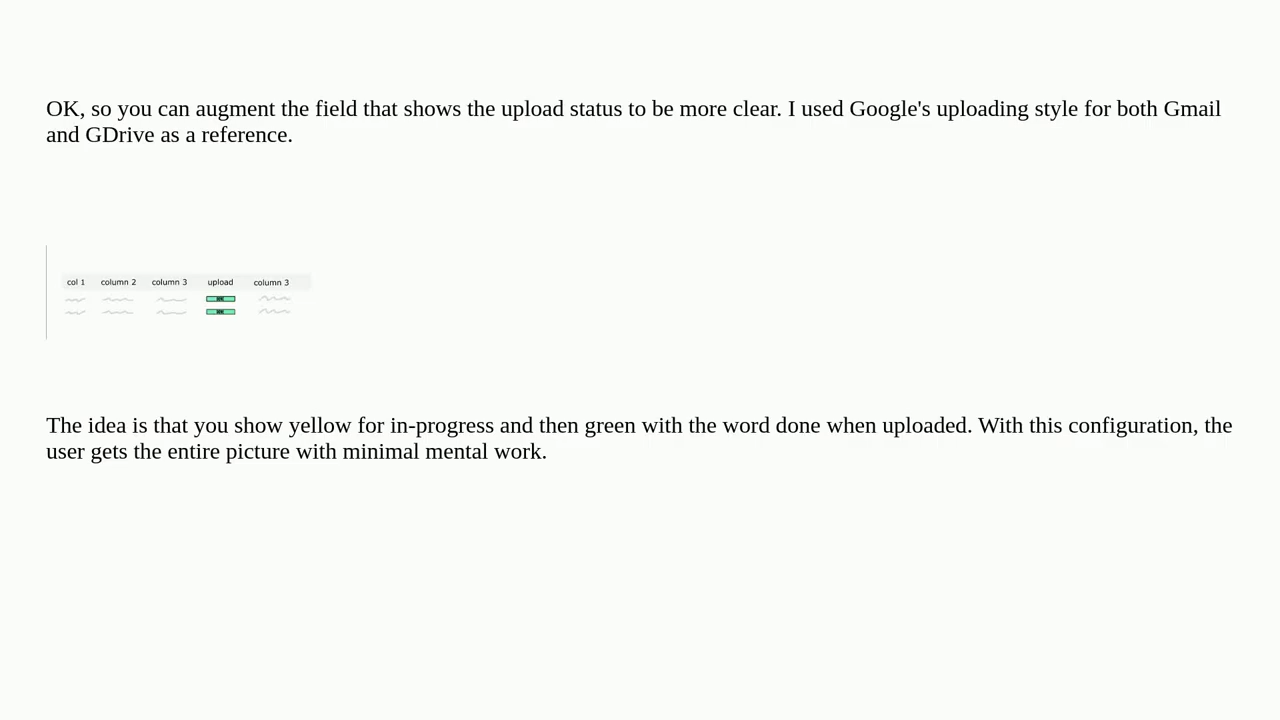 OK, so you can augment the field that shows the upload status to be more clear. I used Google's uploading style for both Gmail
and GDrive as a reference.
col 1 column 2 column 3 upload column 3
The idea is that you show yellow for in-progress and then green with the word done when uploaded. With this configuration, the
user gets the entire picture with minimal mental work.